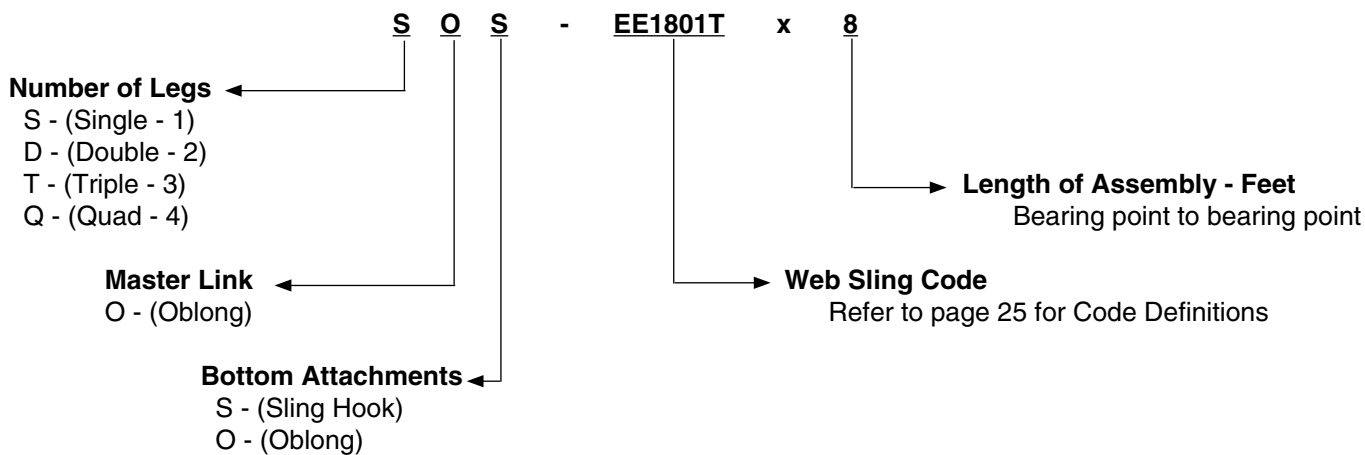 S O S - EE1801T x 8
Number of Legs
S - (Single - 1)
D - (Double - 2)
T - (Triple - 3)
Q - (Quad - 4)
Length of Assembly - Feet
Bearing point to bearing point
Master Link
O - (Oblong)
Web Sling Code
Refer to page 25 for Code Definitions
Bottom Attachments
S - (Sling Hook)
O - (Oblong)